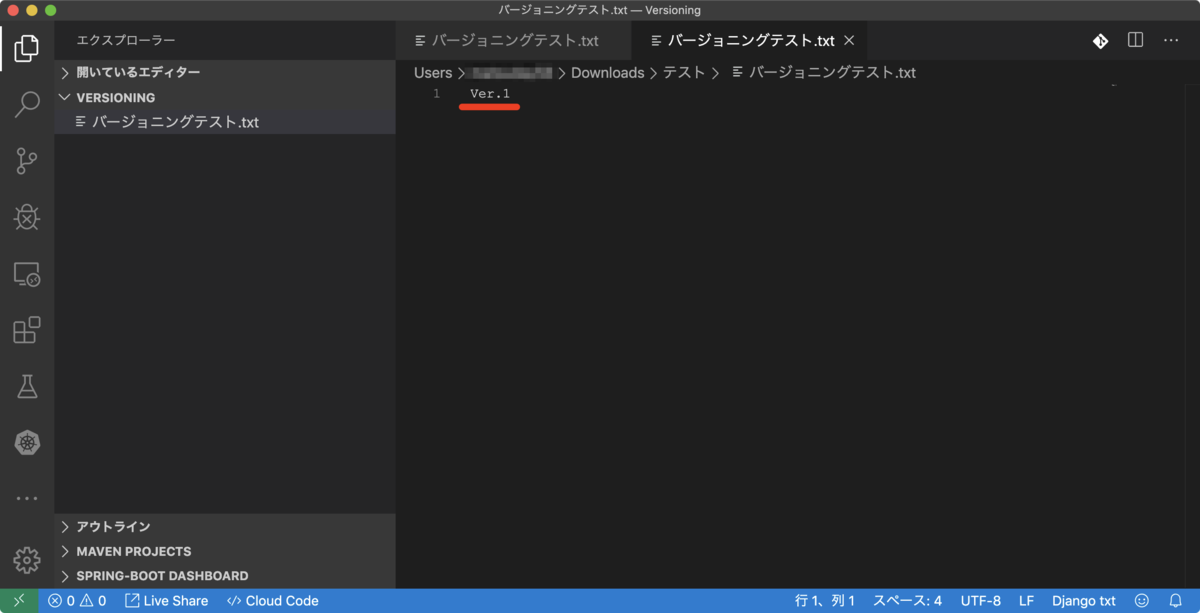 バージョニングテスト.txt — Versioning
エクスプローラー
開いているエディター
VERSIONING
バージョニングテスト.txt
バージョニングテスト.txt
バージョニングテスト.txt
Users > Downloads > テスト > バージョニングテスト.txt
1 Ver.1
アウトライン
MAVEN PROJECTS
SPRING-BOOT DASHBOARD
0 0 Live Share Cloud Code 行 1、列 1 スペース: 4 UTF-8 LF Django txt